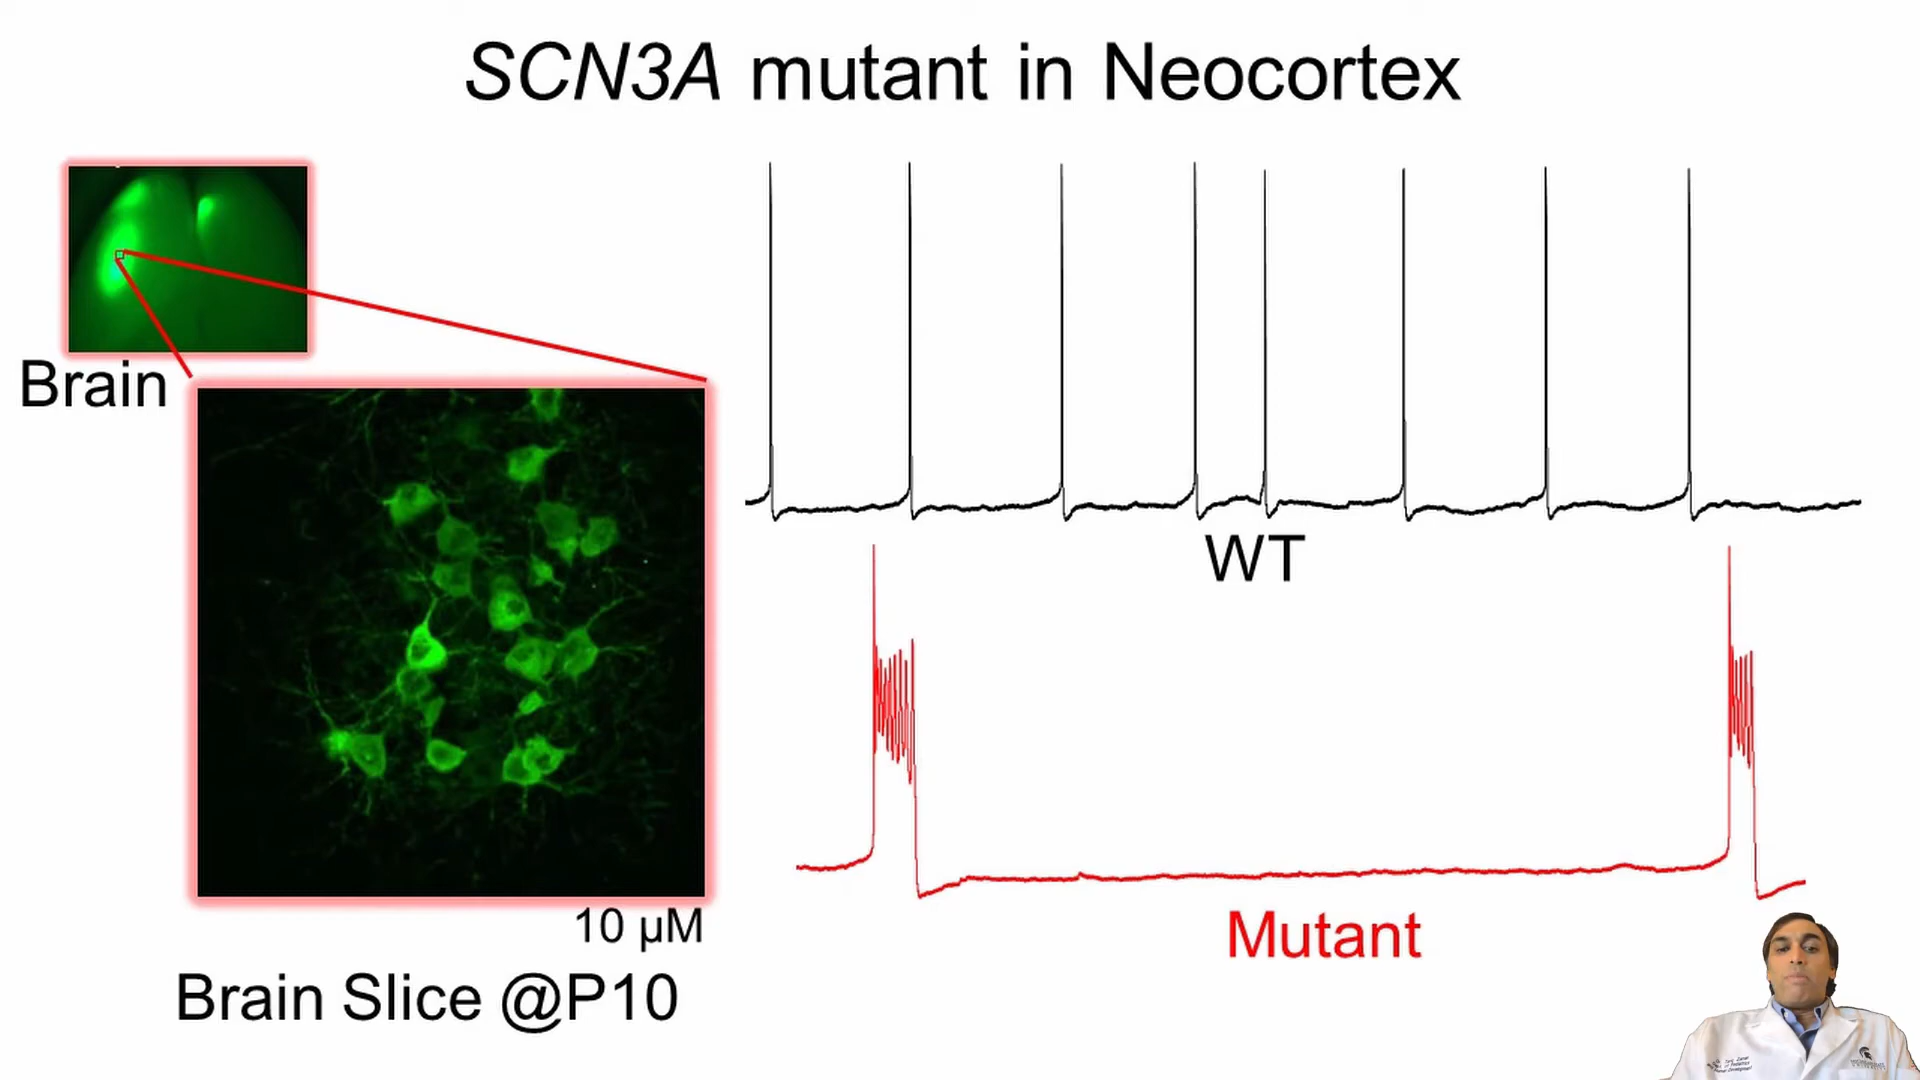 SCN3A mutant in Neocortex
Brain
WT
10 µM
Brain Slice @P10
Mutant